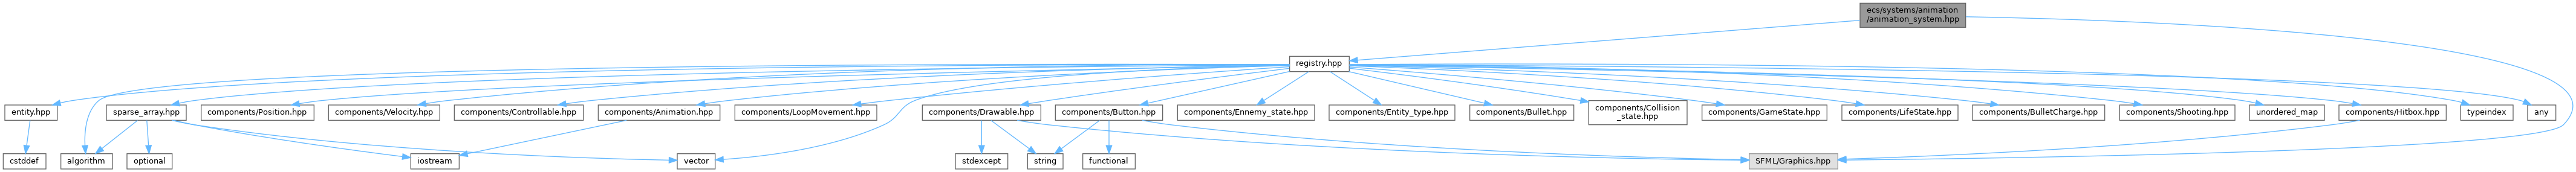 ecs/systems/animation
/animation_system.hpp
registry.hpp
entity.hpp
sparse_array.hpp
components/Position.hpp
components/Velocity.hpp
components/Controllable.hpp
components/Animation.hpp
components/LoopMovement.hpp
components/Drawable.hpp
components/Button.hpp
components/Ennemy_state.hpp
components/Entity_type.hpp
components/Bullet.hpp
components/Collision
_state.hpp
components/GameState.hpp
components/LifeState.hpp
components/BulletCharge.hpp
components/Shooting.hpp
unordered_map
components/Hitbox.hpp
typeindex
any
cstddef
algorithm
optional
iostream
vector
stdexcept
string
functional
SFML/Graphics.hpp